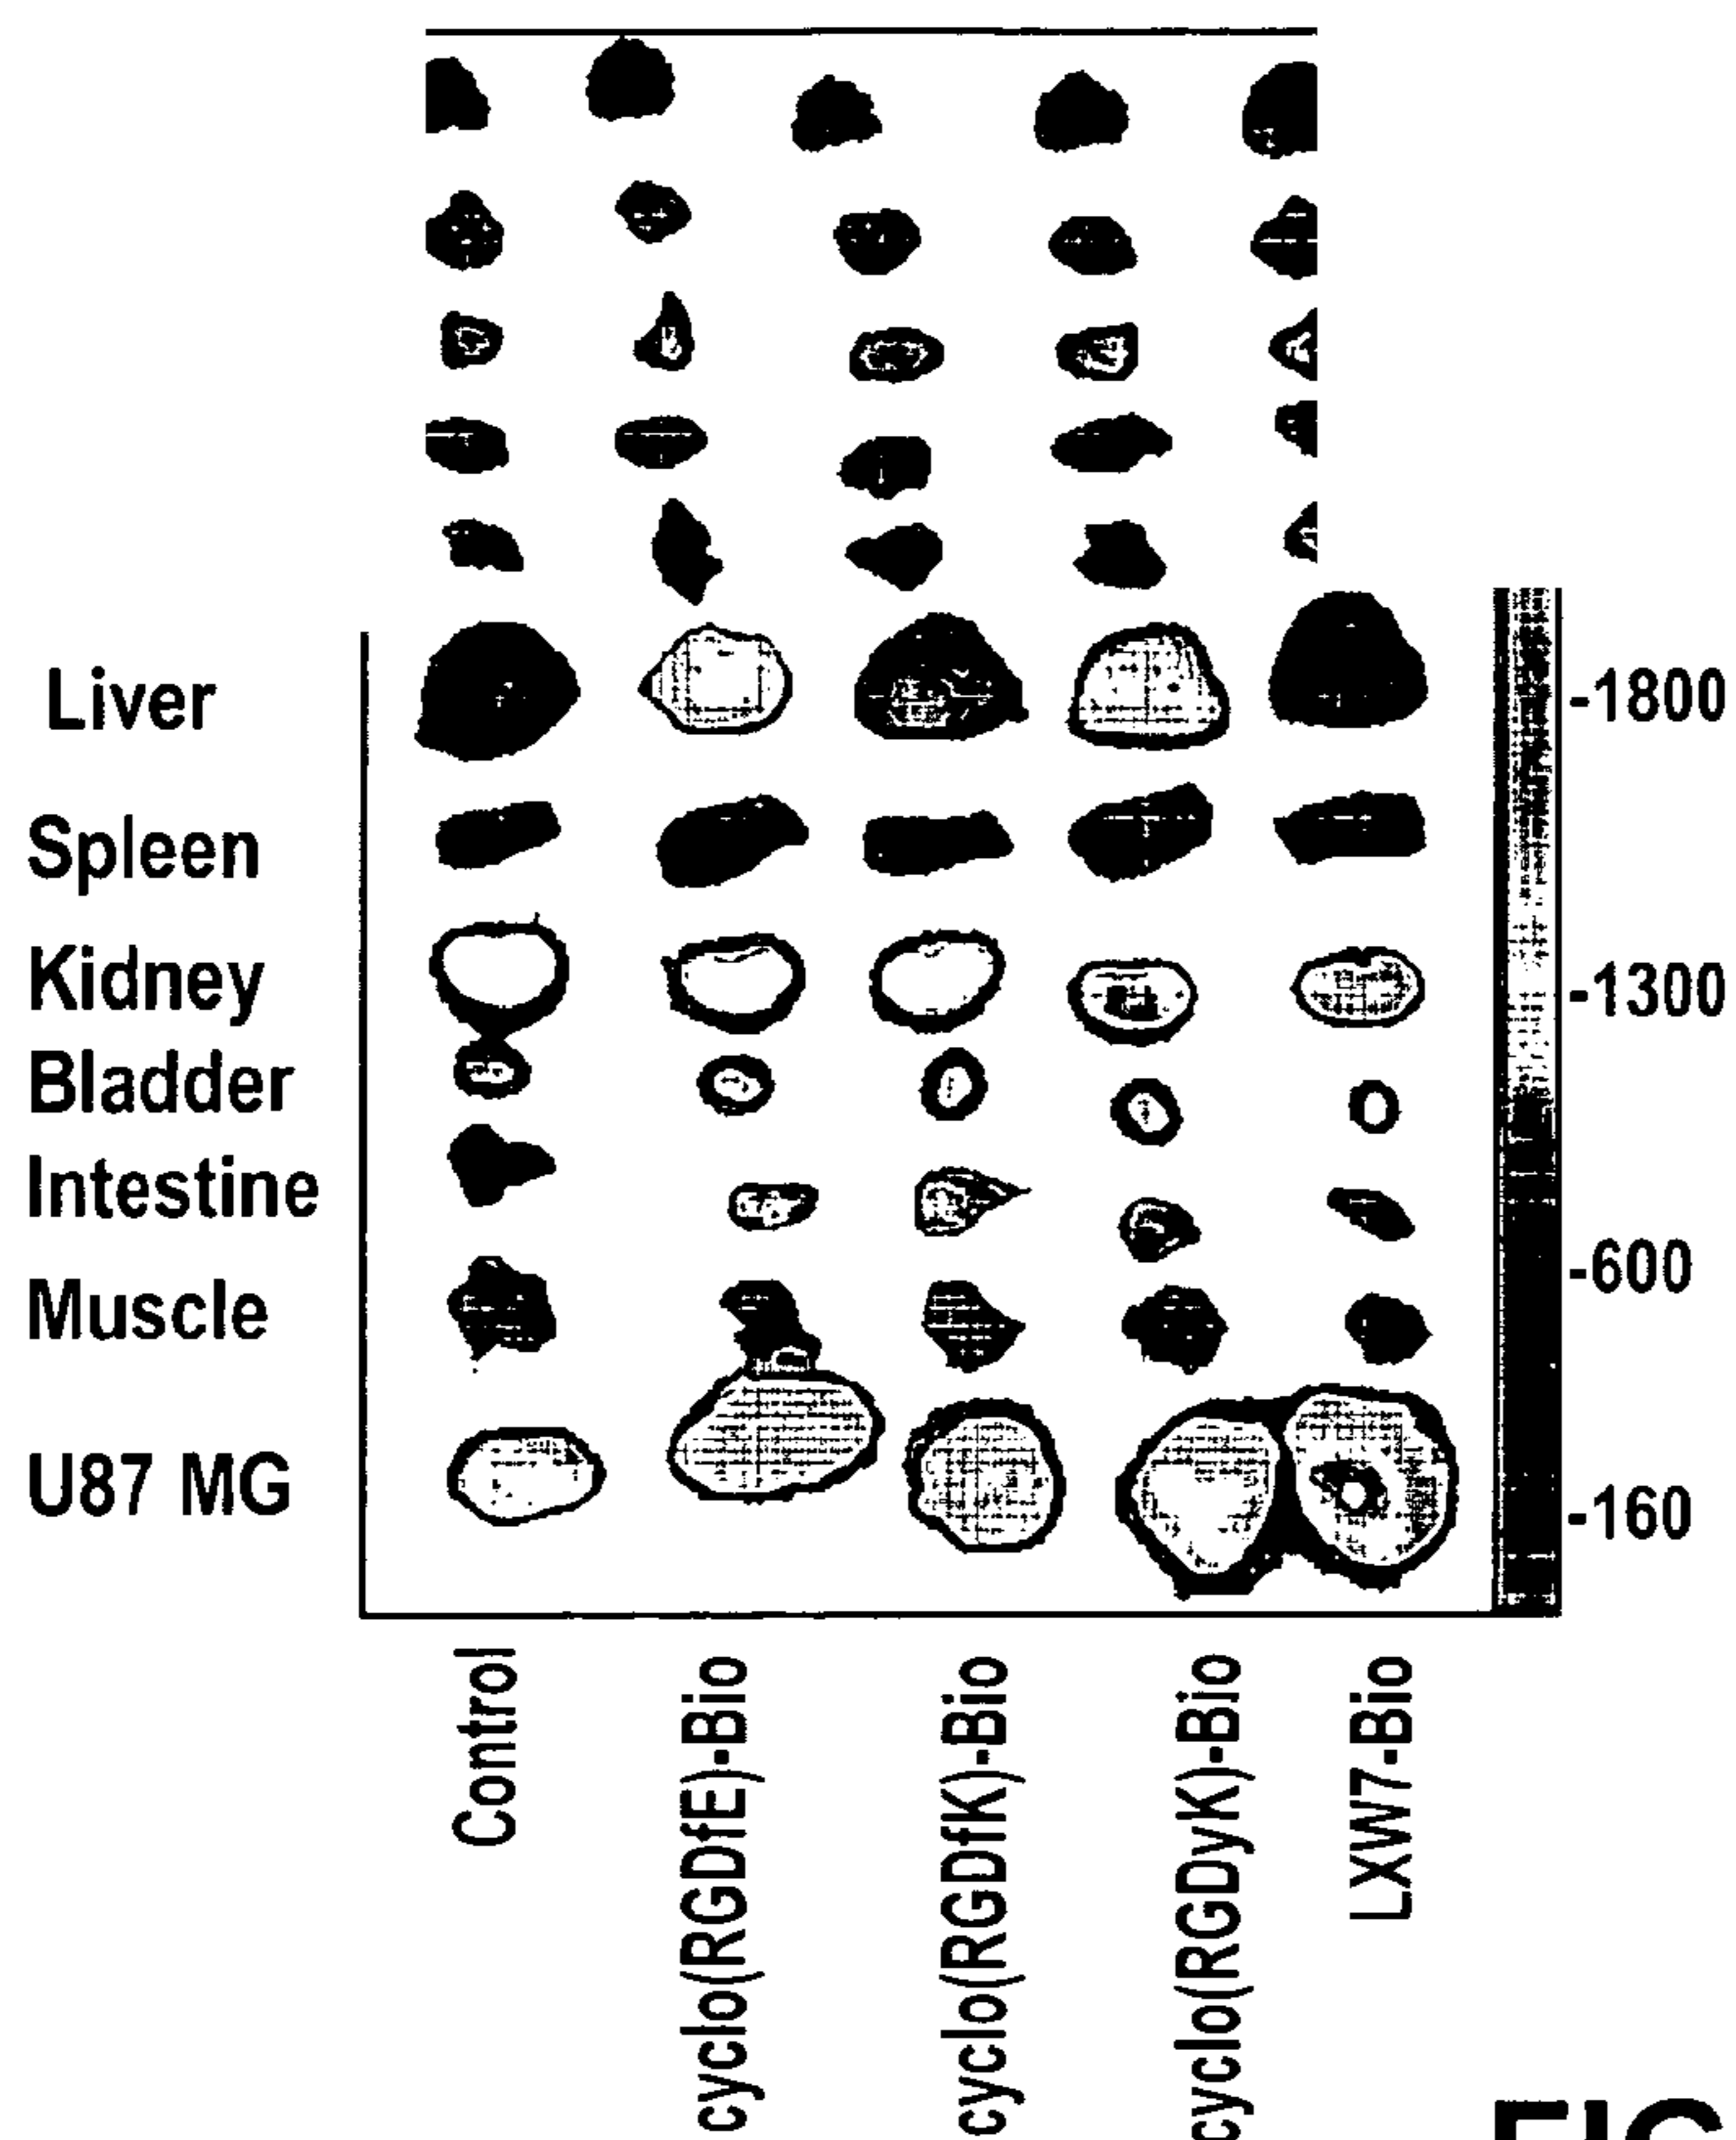 Liver
-1800
Spleen
Kidney
-1300
Bladder
Intestine
-600
Muscle
U87 MG
-160
Control
cyclo(RGDfE)-Bio
cyclo(RGDfK)-Bio
cyclo(RGDyK)-Bio
LXW7-Bio